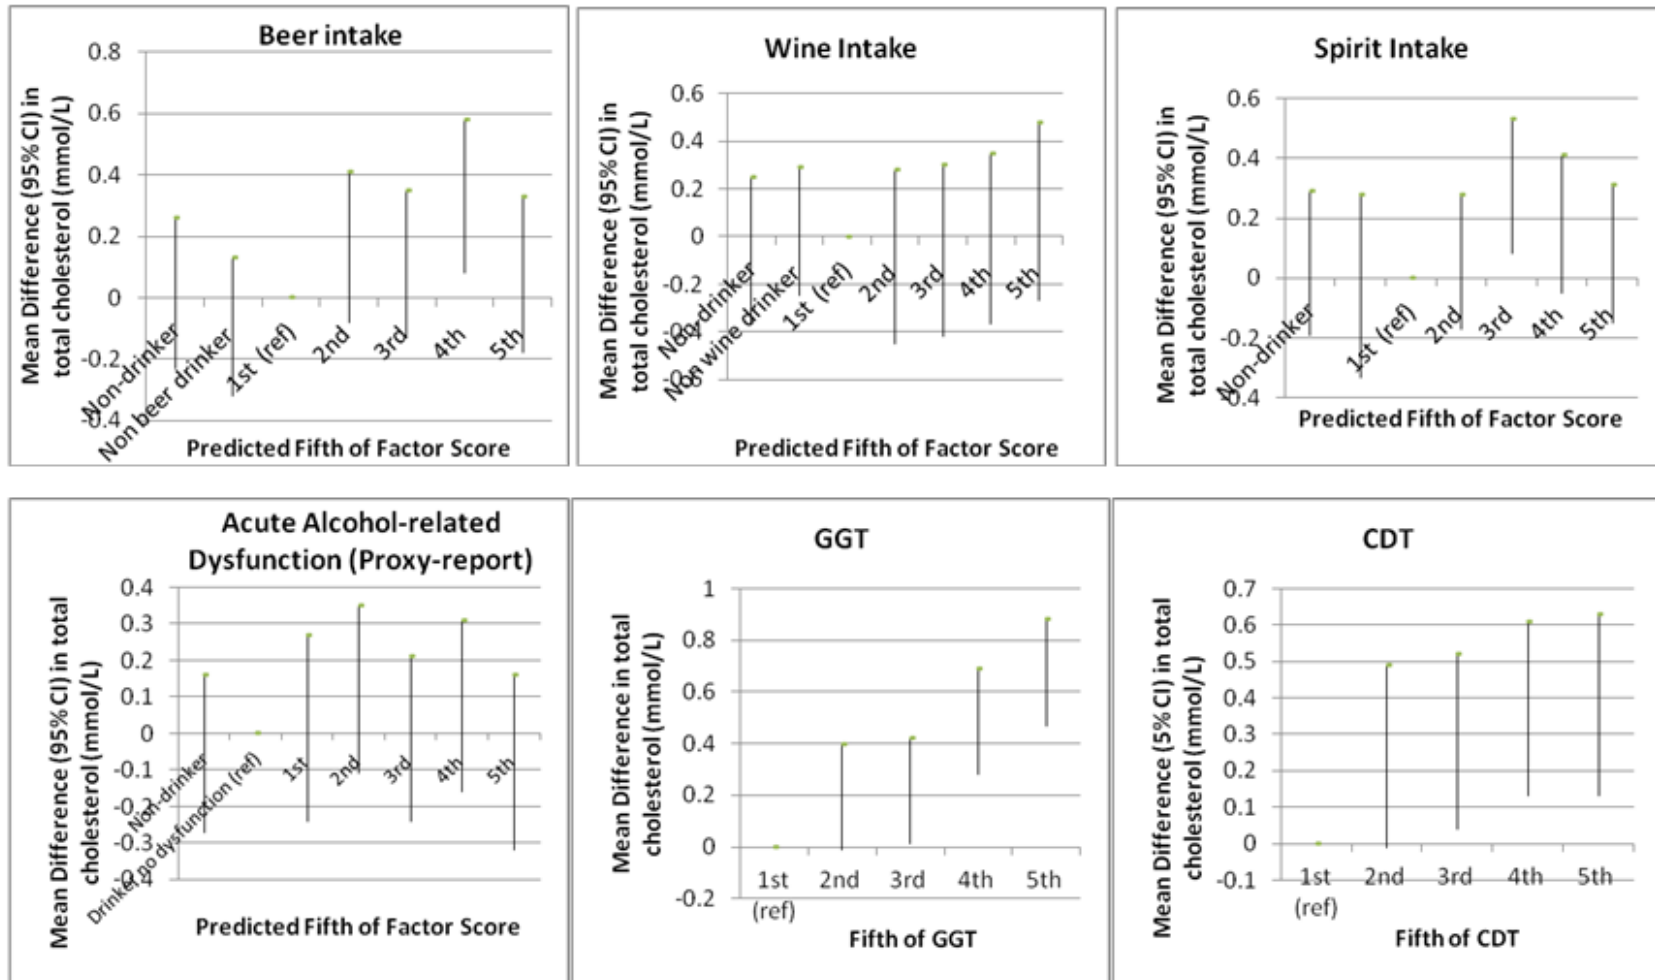 Beer intake
Mean Difference (95% CI) in
total cholesterol (mmol/L)
0.8
0.6
0.4
0.2
0
-0.2
-0.4
Non-drinker
Non beer drinker
1st (ref)
2nd
3rd
4th
5th
Predicted Fifth of Factor Score
Wine Intake
Mean Difference (95% CI) in
total cholesterol (mmol/L)
0.6
0.4
0.2
0
-0.2
Non-drinker
Non wine drinker
1st (ref)
2nd
3rd
4th
5th
Predicted Fifth of Factor Score
Spirit Intake
Mean Difference (95% CI) in
total cholesterol (mmol/L)
0.6
0.4
0.2
0
-0.2
-0.4
Non-drinker
1st (ref)
2nd
3rd
4th
5th
Predicted Fifth of Factor Score
Acute Alcohol-related
Dysfunction (Proxy-report)
Mean Difference (95% CI) in total
cholesterol (mmol/L)
0.4
0.3
0.2
0.1
0
-0.1
-0.2
-0.3
-0.4
Non-drinker
Drinker, no dysfunction (ref)
1st
2nd
3rd
4th
5th
Predicted Fifth of Factor Score
GGT
Mean Difference in total
cholesterol (mmol/L)
1
0.8
0.6
0.4
0.2
0
-0.2
1st
(ref)
2nd
3rd
4th
5th
Fifth of GGT
CDT
Mean Difference (5% CI) in total
cholesterol (mmol/L)
0.7
0.6
0.5
0.4
0.3
0.2
0.1
0
-0.1
1st
(ref)
2nd
3rd
4th
5th
Fifth of CDT